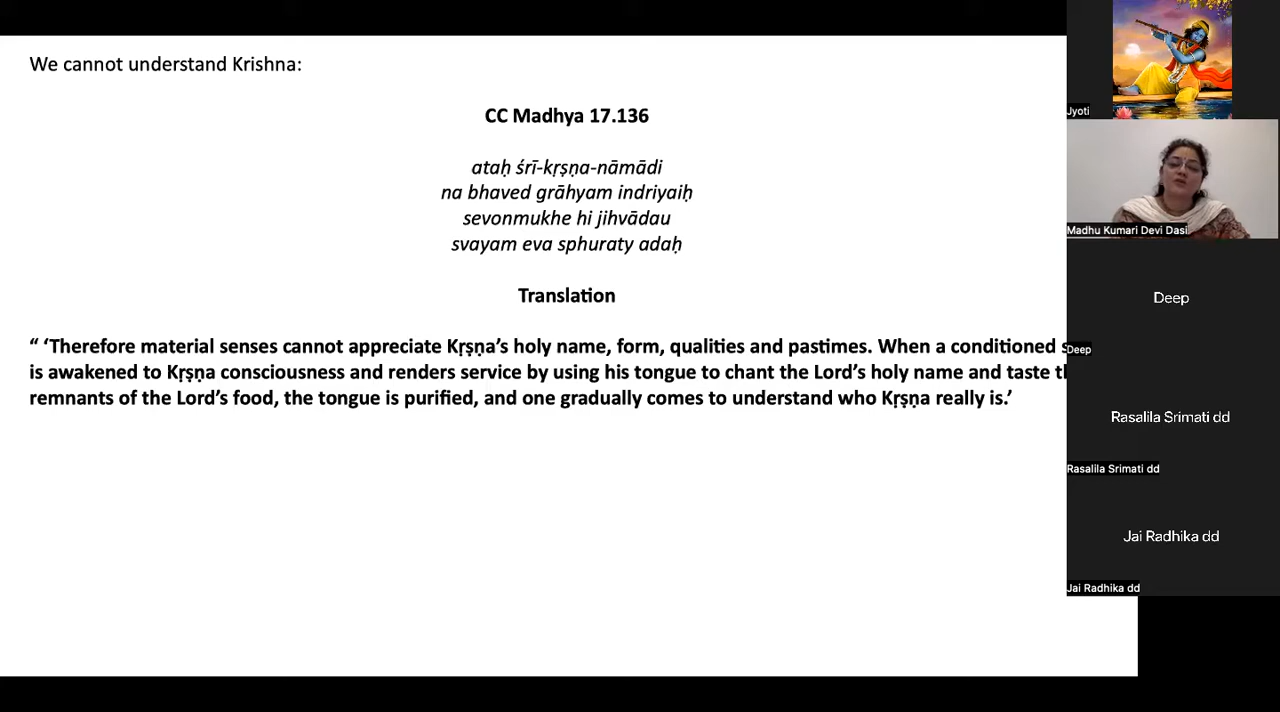 We cannot understand Krishna:
CC Madhya 17.136
ataḥ śrī-kṛṣṇa-nāmādi
na bhaved grāhyam indriyaiḥ
sevonmukhe hi jihvādau
svayam eva sphuraty adaḥ
Translation
“ ‘Therefore material senses cannot appreciate Kṛṣṇa’s holy name, form, qualities and pastimes. When a conditioned
is awakened to Kṛṣṇa consciousness and renders service by using his tongue to chant the Lord’s holy name and taste
remnants of the Lord’s food, the tongue is purified, and one gradually comes to understand who Kṛṣṇa really is.’
Jyoti
Madhu Kumari Devi Dasi
Deep
Deep
Rasalila Srimati dd
Rasalila Srimati dd
Jai Radhika dd
Jai Radhika dd